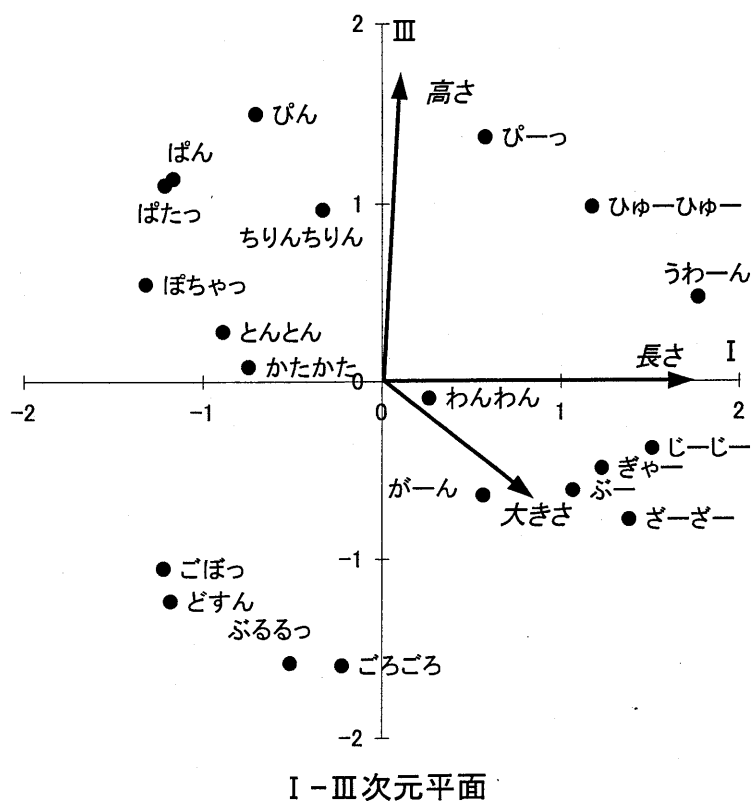 2
Ⅲ
高さ
ぴん
ぴーっ
ぱん
1
ひゅーひゅー
ぱたっ
ちりんちりん
うわーん
ぽちゃっ
とんとん
長さ
Ⅰ
かたかた
0
-2
-1
0
1
2
わんわん
じーじー
ぎゃー
がーん
ぶー
大きさ
ざーざー
-1
ごぼっ
どすん
ぶるるっ
ごろごろ
-2
Ⅰ-Ⅲ次元平面